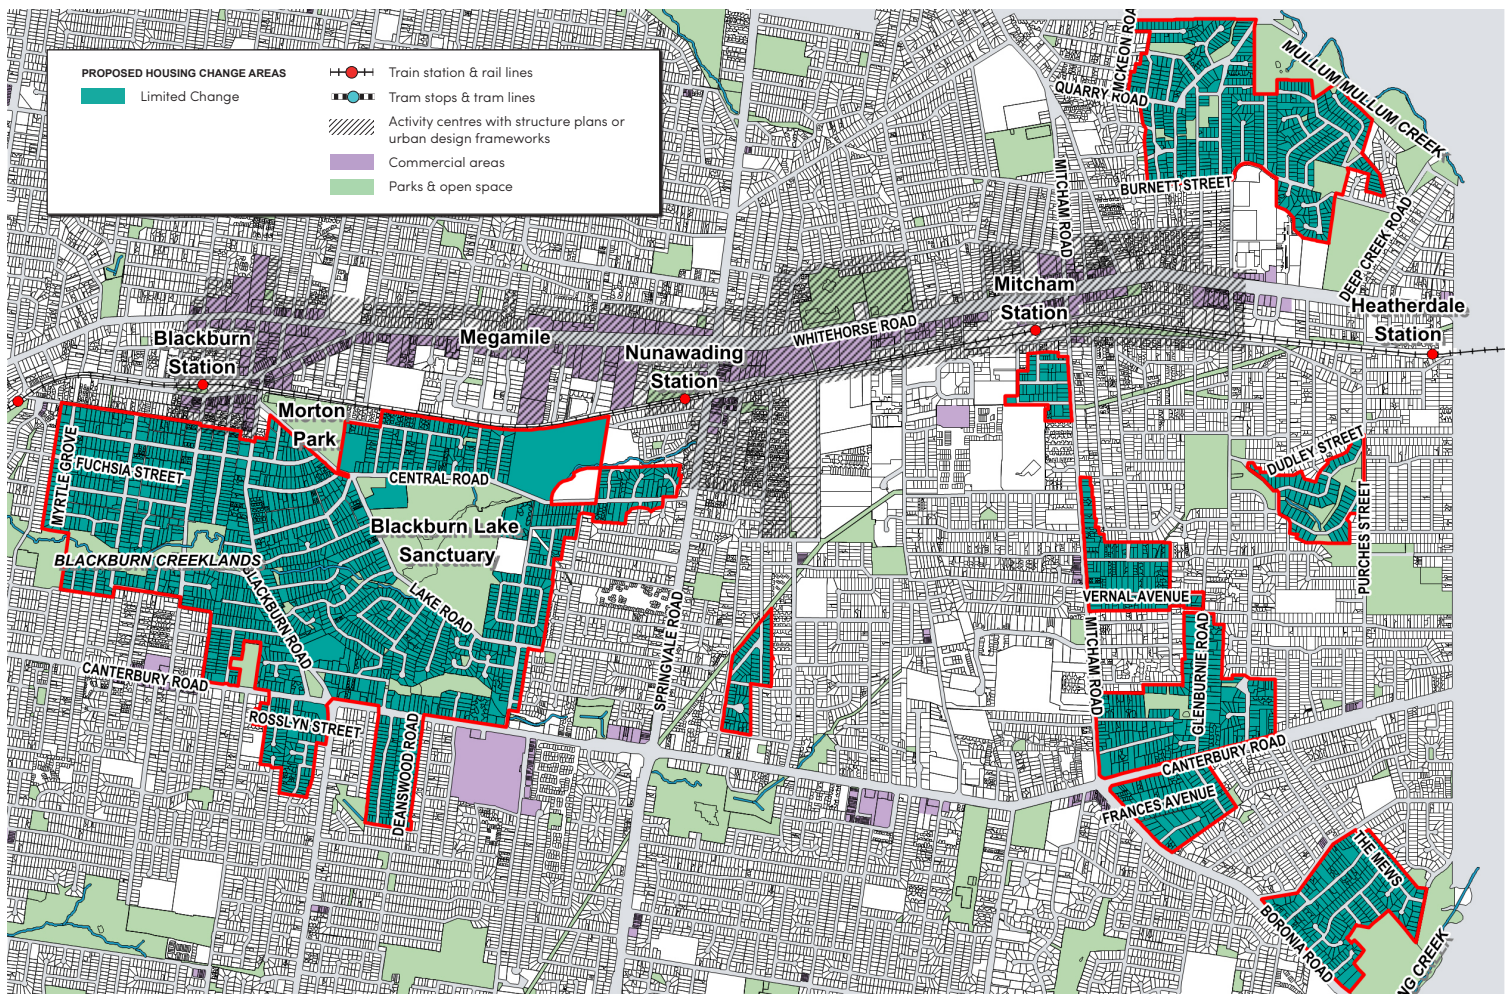 PROPOSED HOUSING CHANGE AREAS
Limited Change
Train station & rail lines
Tram stops & tram lines
Activity centres with structure plans or
urban design frameworks
Commercial areas
Parks & open space
MCKEON ROA
QUARRY ROAD
MULLUM MULLUM CREEK
MITCHAM ROAD
BURNETT STREET
DEEP CREEK ROAD
Mitcham
Station
Heatherdale
Station
WHITEHORSE ROAD
Blackburn
Station
Megamile
Nunawading
Station
Morton
Park
MYRTLE GROVE
FUCHSIA STREET
CENTRAL ROAD
Blackburn Lake
Sanctuary
DUDLEY STREET
PURCHES STREET
BLACKBURN CREEKLANDS
BLACKBURN ROAD
LAKE ROAD
SPRINGVALE ROAD
VERNAL AVENUE
MITCHAM ROAD
GLENBURNIE ROAD
CANTERBURY ROAD
ROSSLYN STREET
DEANSWOOD ROAD
CANTERBURY ROAD
FRANCES AVENUE
THE MEWS
BORONIA ROAD
NG CREEK